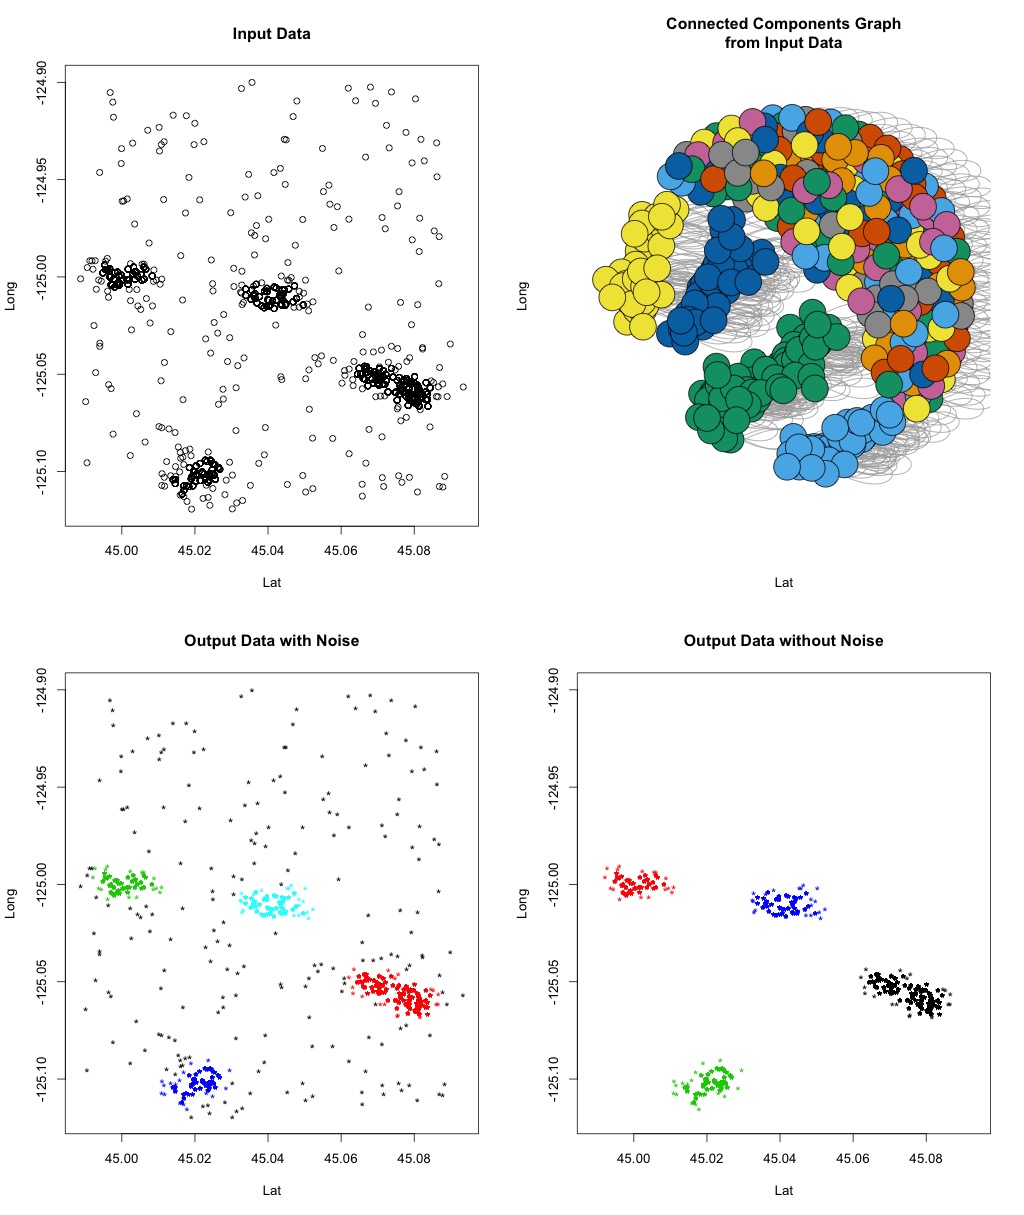 Input Data
-124.90
-124.95
-125.00
-125.05
-125.10
Long
45.00 45.02 45.04 45.06 45.08
Lat
Connected Components Graph
from Input Data
Long
Lat
Output Data with Noise
-124.90
-124.95
-125.00
-125.05
-125.10
Long
45.00 45.02 45.04 45.06 45.08
Lat
Output Data without Noise
-124.90
-124.95
-125.00
-125.05
-125.10
Long
45.00 45.02 45.04 45.06 45.08
Lat